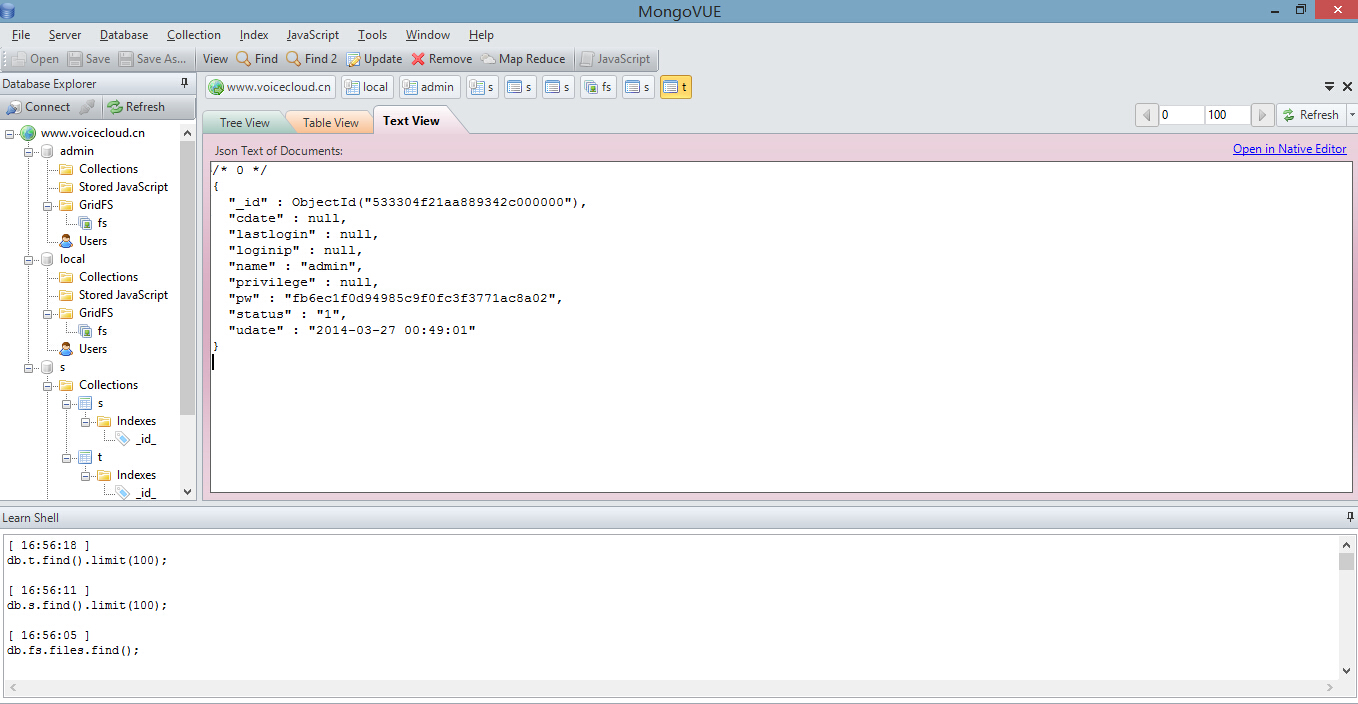 MongoVUE
File Server Database Collection Index JavaScript Tools Window Help
Open Save Save As... View Find Find 2 Update Remove Map Reduce JavaScript
Database Explorer
Connect Refresh
www.voicecloud.cn
admin
Collections
Stored JavaScript
GridFS
fs
Users
local
Collections
Stored JavaScript
GridFS
fs
Users
s
Collections
s
Indexes
_id_
t
Indexes
_id_
www.voicecloud.cn local admin s s s fs s t
Tree View Table View Text View
0 100 Refresh
Json Text of Documents: Open in Native Editor
/* 0 */
{
"_id" : ObjectId("533304f21aa889342c000000"),
"cdate" : null,
"lastlogin" : null,
"loginip" : null,
"name" : "admin",
"privilege" : null,
"pw" : "fb6ec1f0d94985c9f0fc3f3771ac8a02",
"status" : "1",
"udate" : "2014-03-27 00:49:01"
}
Learn Shell
[ 16:56:18 ]
db.t.find().limit(100);
[ 16:56:11 ]
db.s.find().limit(100);
[ 16:56:05 ]
db.fs.files.find();